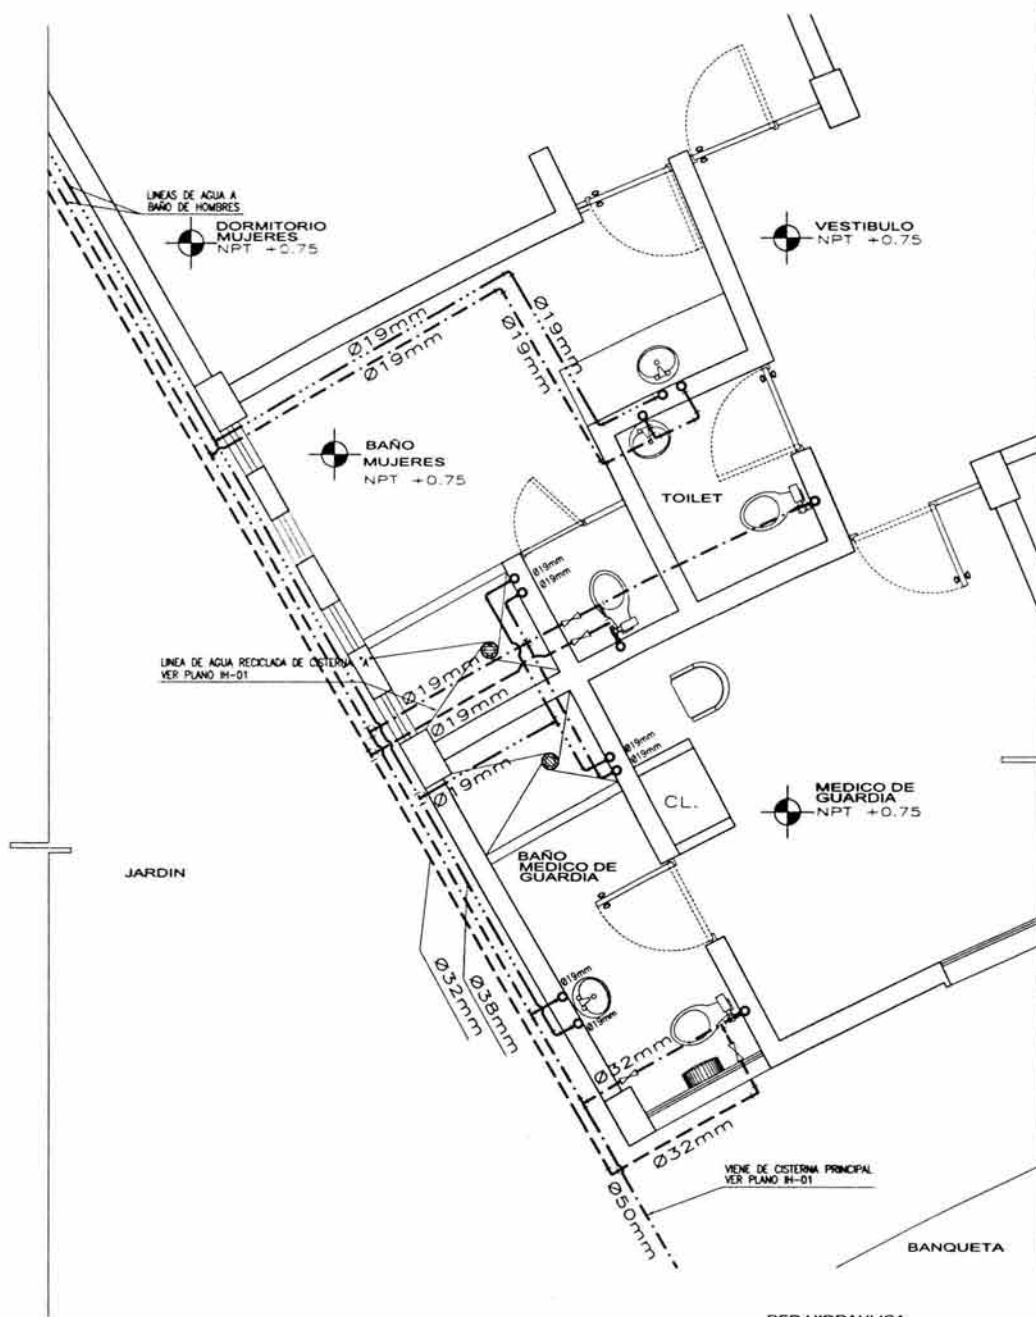 LINEAS DE AGUA A
BAÑO DE HOMBRES
DORMITORIO
MUJERES
NPT +0.75
VESTIBULO
NPT +0.75
Ø19mm
Ø19mm
Ø19mm
Ø19mm
BAÑO
MUJERES
NPT +0.75
TOILET
Ø19mm
Ø19mm
LINEA DE AGUA RECICLADA DE CISTERNA "A"
VER PLANO IH-01
Ø19mm
Ø19mm
Ø19mm
Ø19mm
Ø19mm
CL.
MEDICO DE
GUARDIA
NPT +0.75
BAÑO
MEDICO DE
GUARDIA
JARDIN
Ø32mm
Ø38mm
Ø19mm
Ø19mm
Ø32mm
Ø32mm
Ø50mm
VIENE DE CISTERNA PRINCIPAL
VER PLANO IH-01
BANQUETA